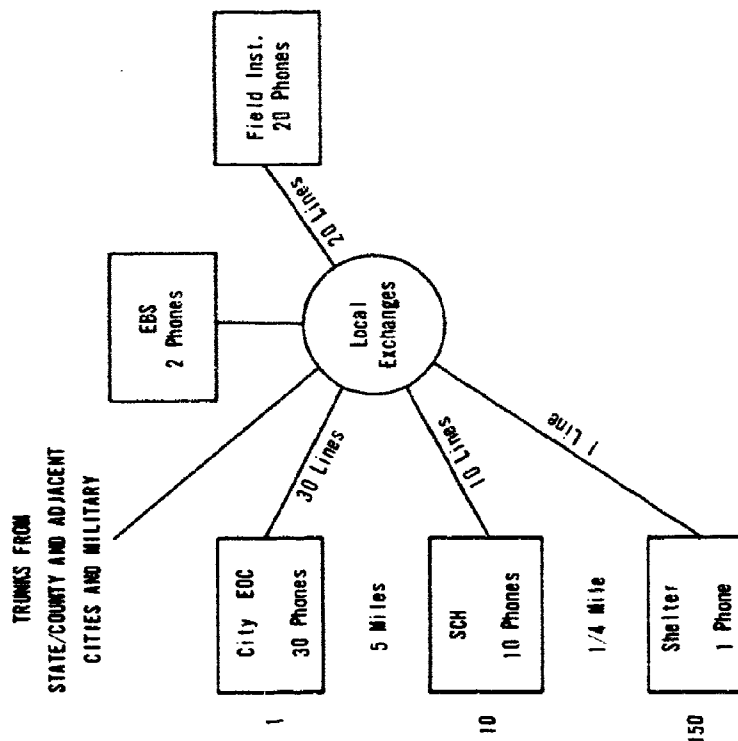 TRUNKS FROM
STATE/COUNTY AND ADJACENT
CITIES AND MILITARY
EBS
2 Phones
Field Inst.
20 Phones
20 Lines
Local
Exchanges
30 Lines
10 Lines
1 Line
1
City EOC
30 Phones
5 Miles
10
SCH
10 Phones
1/4 Mile
150
Shelter
1 Phone